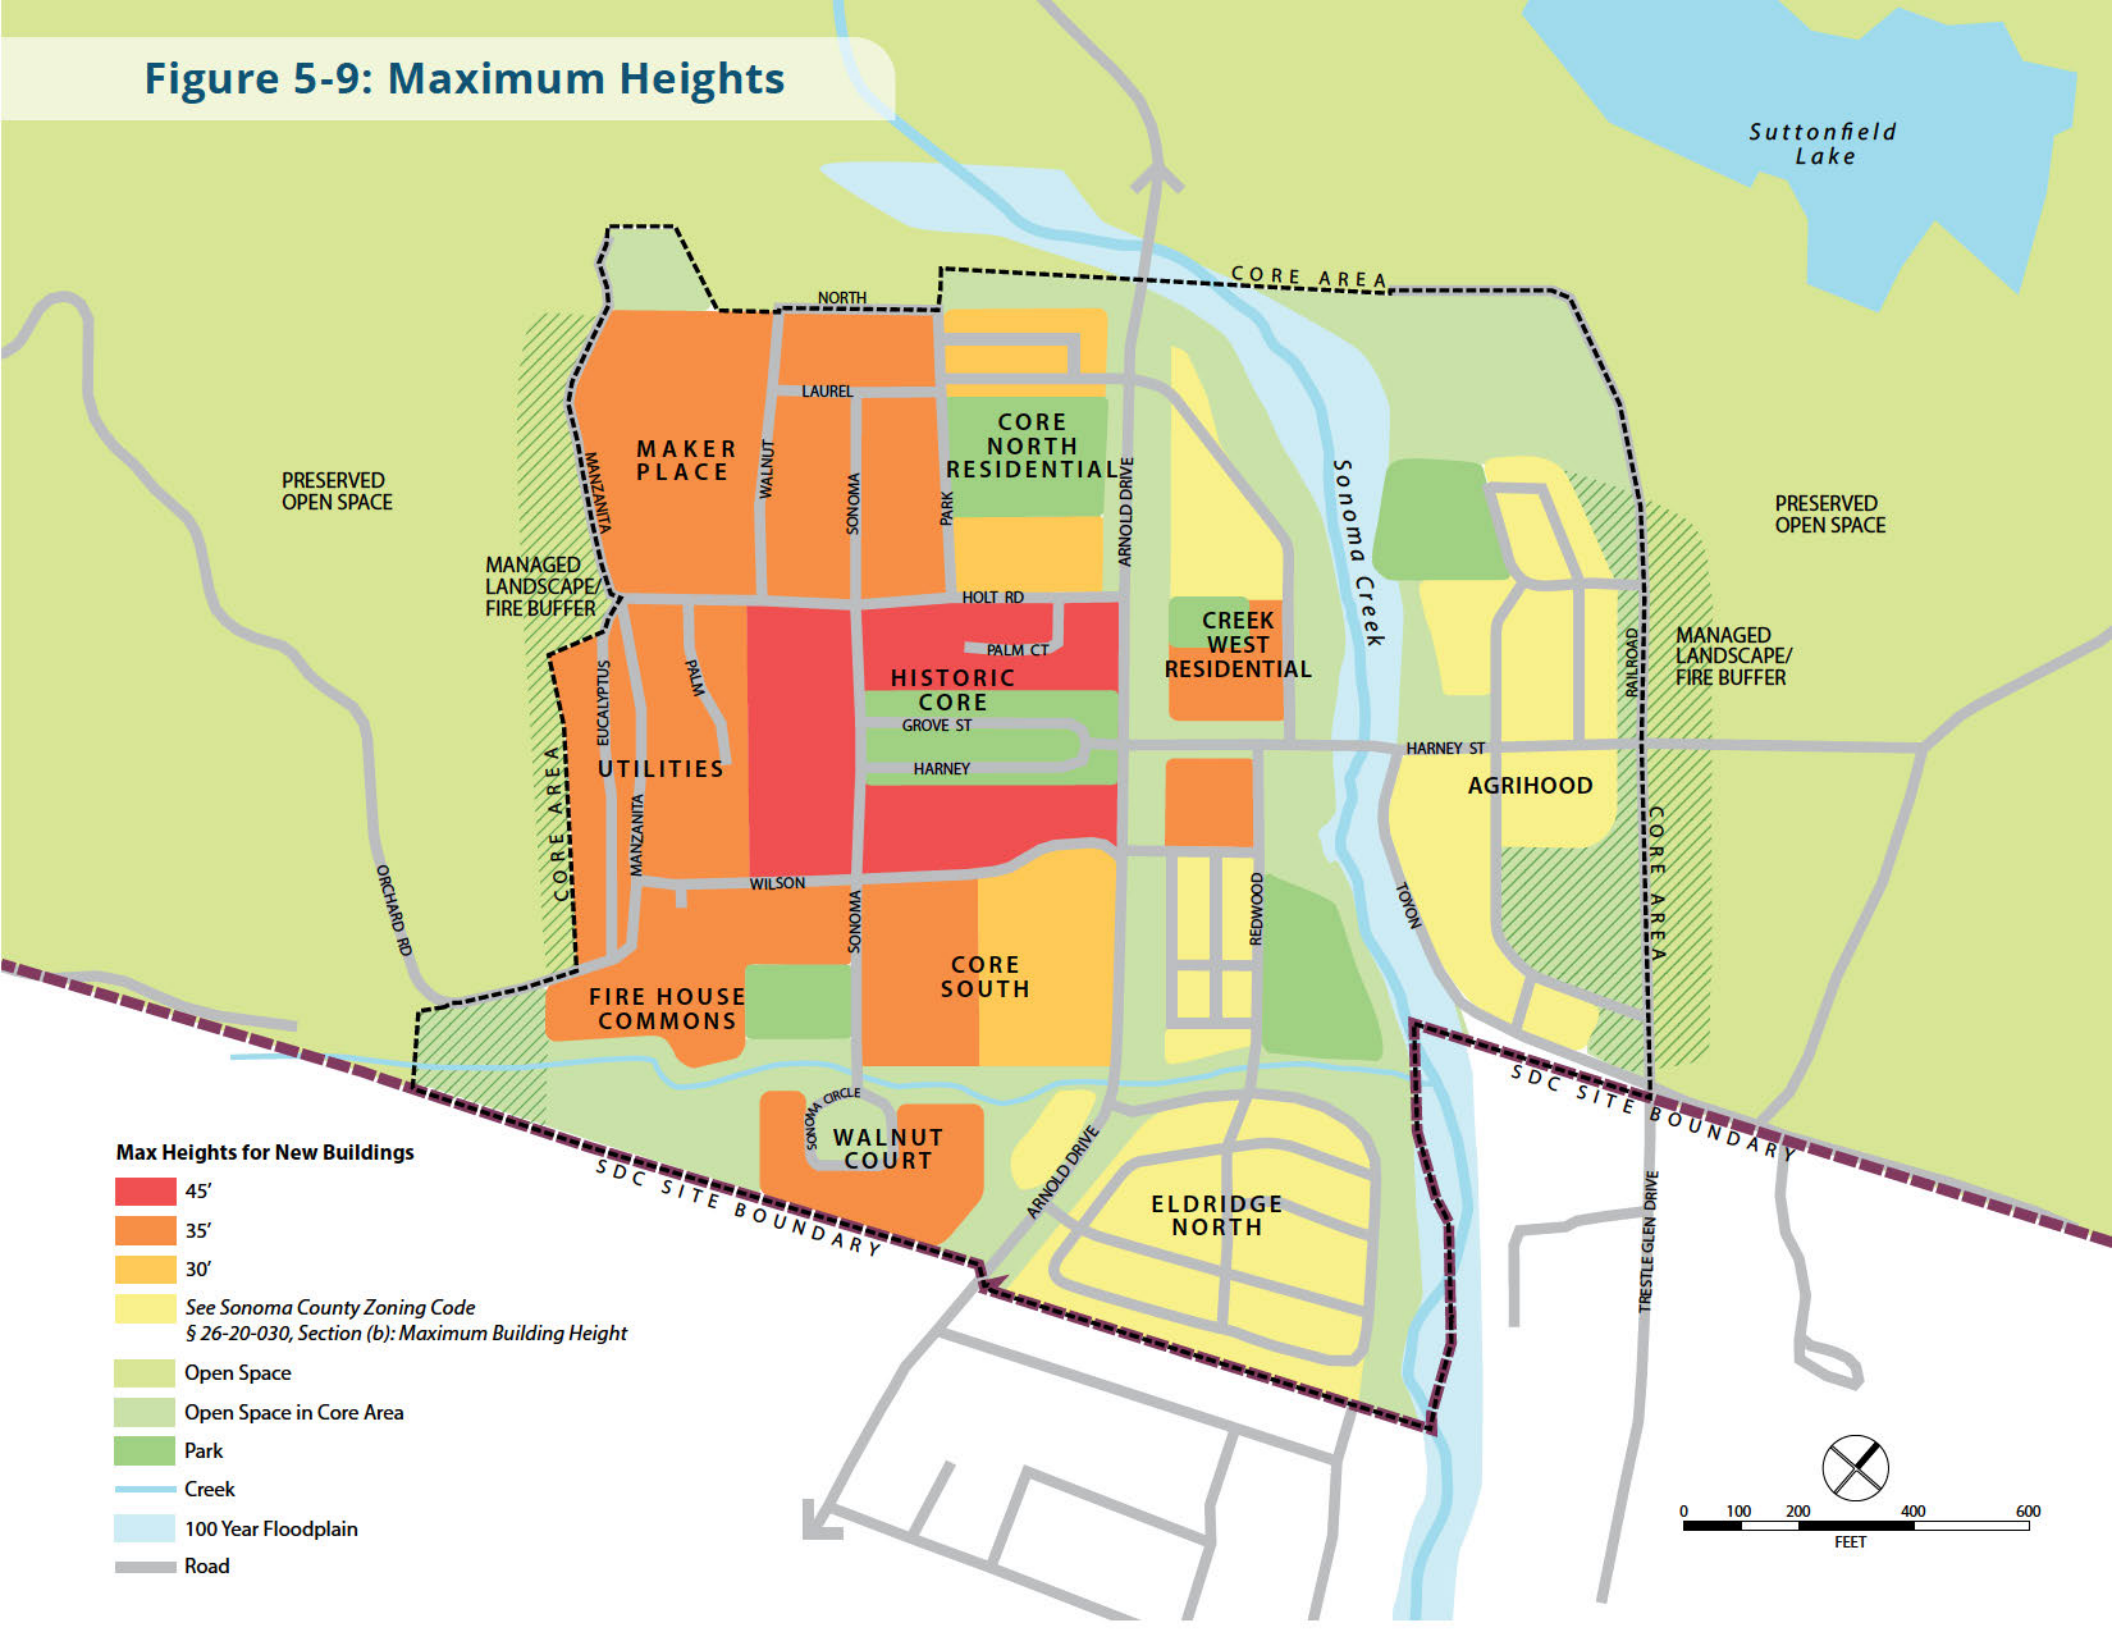 Figure 5-9: Maximum Heights
Suttonfield
Lake
CORE AREA
NORTH
LAUREL
MAKER
PLACE
MANZANITA
WALNUT
SONOMA
PARK
CORE
NORTH
RESIDENTIAL
ARNOLD DRIVE
Sonoma Creek
PRESERVED
OPEN SPACE
PRESERVED
OPEN SPACE
MANAGED
LANDSCAPE/
FIRE BUFFER
HOLT RD
PALM CT
CREEK
WEST
RESIDENTIAL
RAILROAD
MANAGED
LANDSCAPE/
FIRE BUFFER
EUCALYPTUS
PALM
HISTORIC
CORE
GROVE ST
HARNEY
HARNEY ST
UTILITIES
AGRIHOOD
CORE AREA
MANZANITA
CORE AREA
ORCHARD RD
WILSON
SONOMA
REDWOOD
TOYON
CORE
SOUTH
FIRE HOUSE
COMMONS
SONOMA CIRCLE
WALNUT
COURT
ARNOLD DRIVE
ELDRIDGE
NORTH
SDC SITE BOUNDARY
SDC SITE BOUNDARY
TRESTLE GLEN DRIVE
Max Heights for New Buildings
45'
35'
30'
See Sonoma County Zoning Code
§ 26-20-030, Section (b): Maximum Building Height
Open Space
Open Space in Core Area
Park
Creek
100 Year Floodplain
Road
0 100 200 400 600
FEET